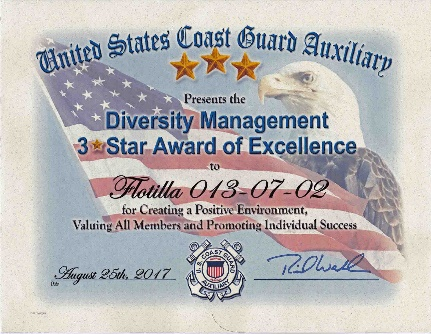 United States Coast Guard Auxiliary
Presents the
Diversity Management
3 Star Award of Excellence
to
Flotilla 013-07-02
for Creating a Positive Environment,
Valuing All Members and Promoting Individual Success
August 25th, 2017
U.S. COAST GUARD
AUXILIARY